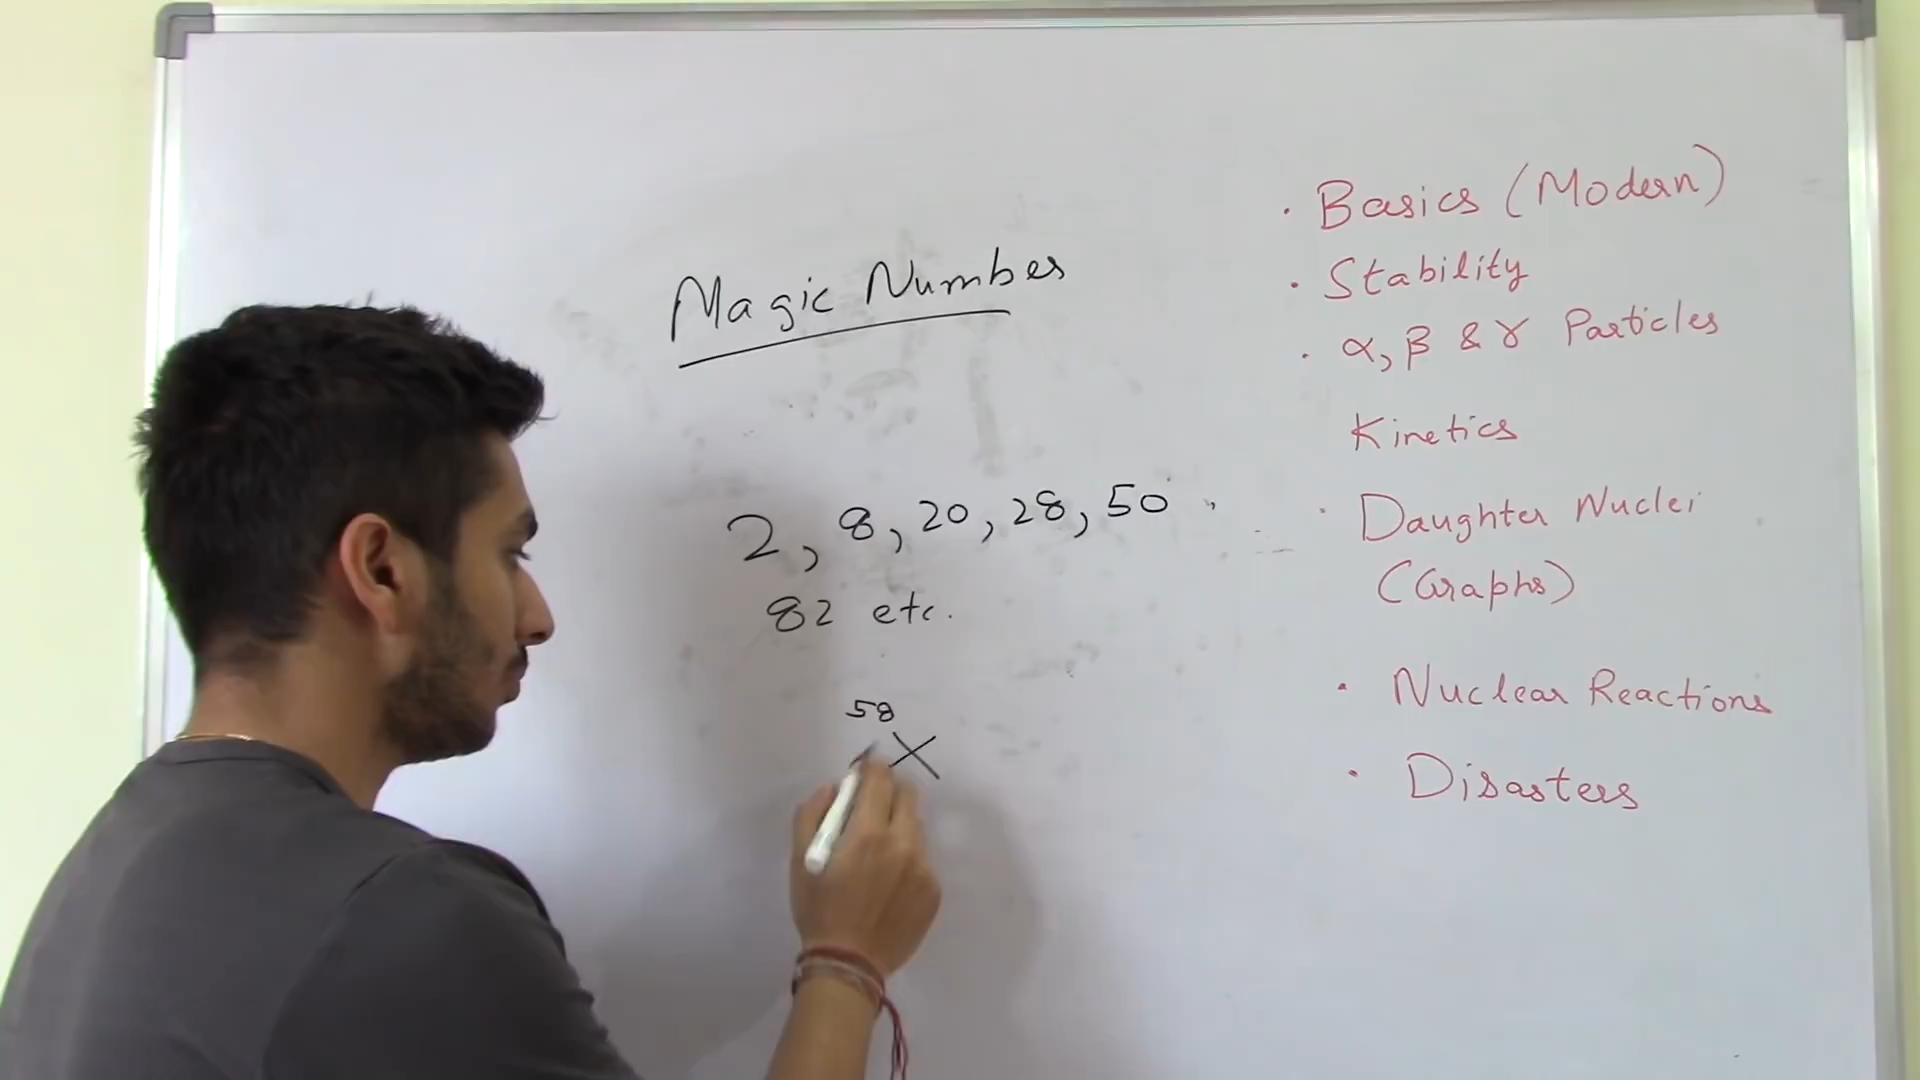 Magic Number
2, 8, 20, 28, 50,
82 etc.
58
X
· Basics (Modern)
· Stability
· α, β & γ Particles
Kinetics
· Daughter Nuclei
(Graphs)
· Nuclear Reactions
· Disasters